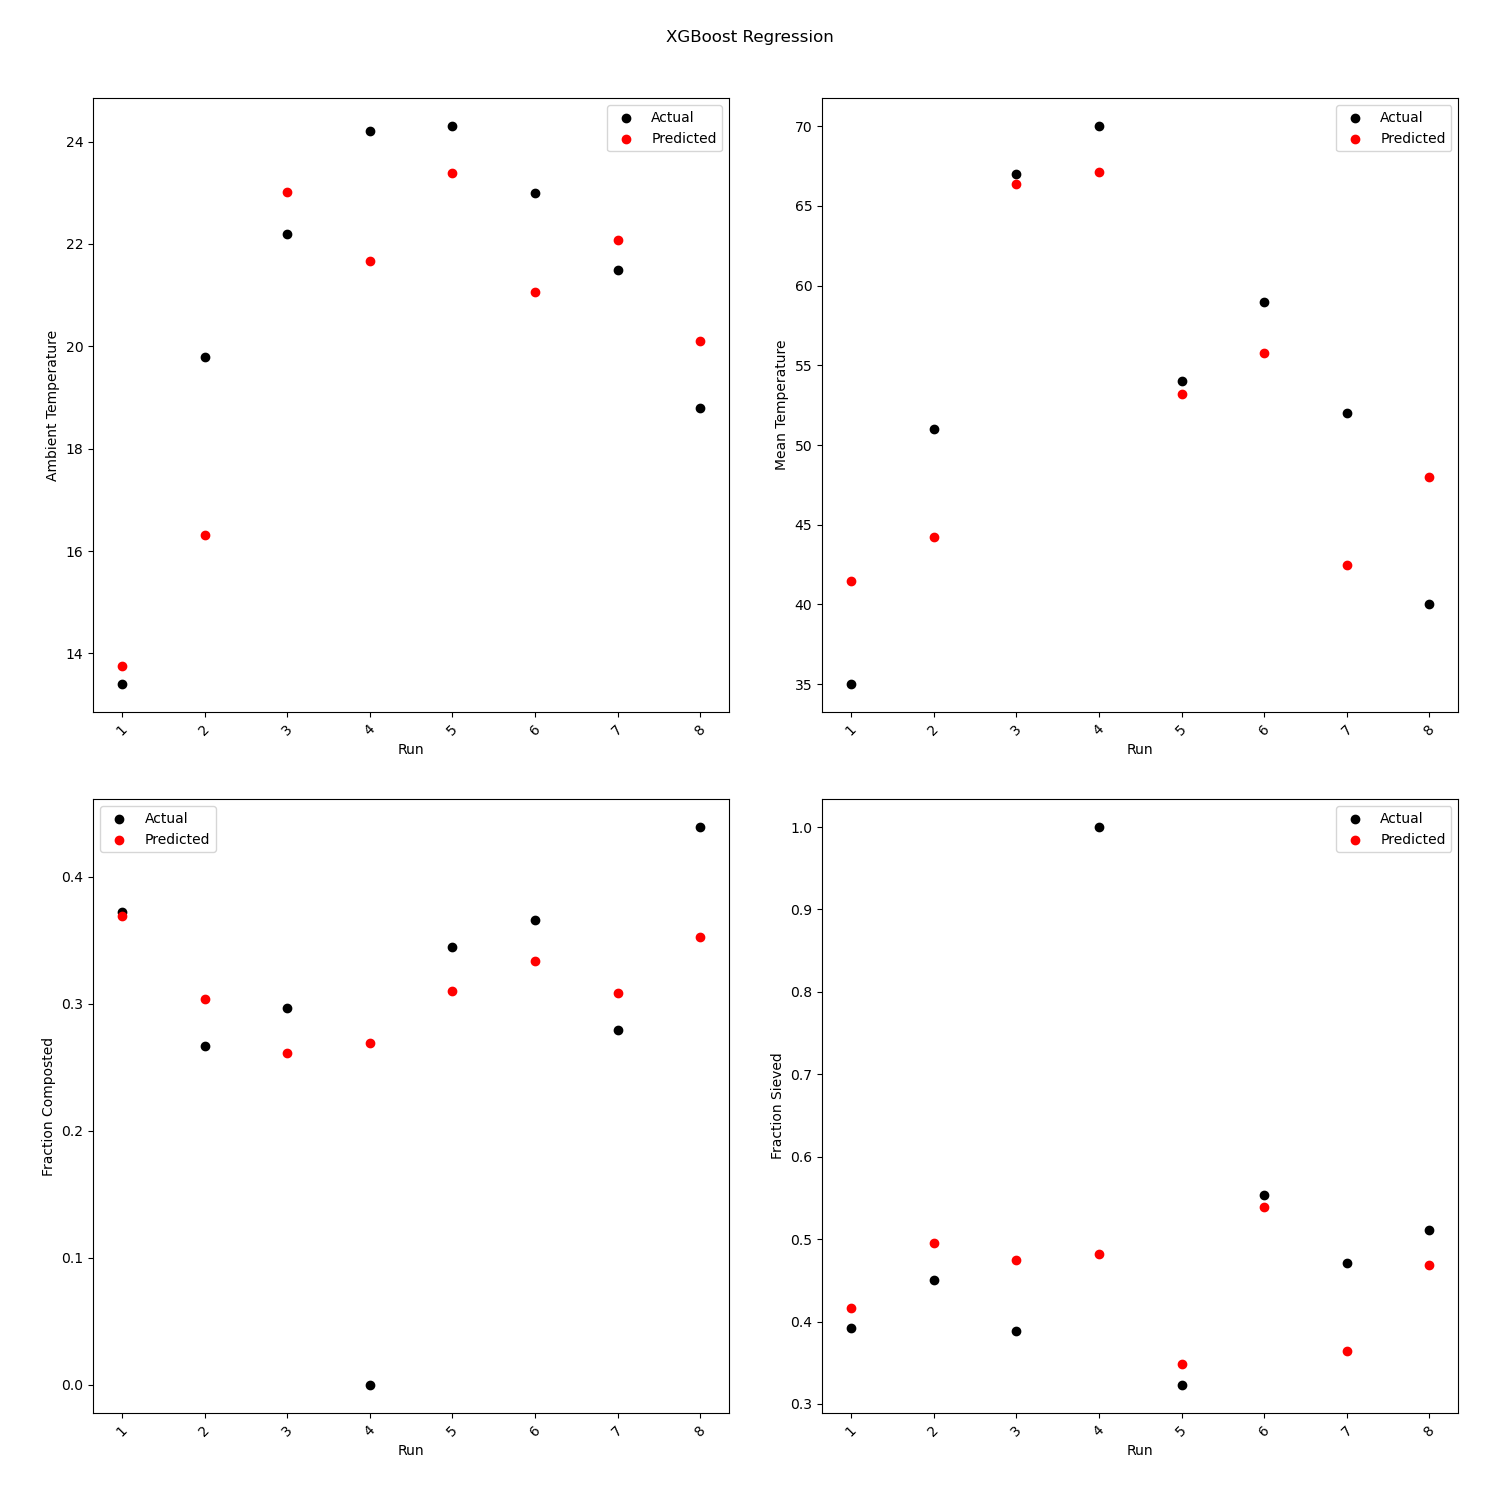 XGBoost Regression
Actual
Predicted
24
22
20
18
16
14
Ambient Temperature
1 2 3 4 5 6 7 8
Run
Actual
Predicted
70
65
60
55
50
45
40
35
Mean Temperature
1 2 3 4 5 6 7 8
Run
Actual
Predicted
0.4
0.3
0.2
0.1
0.0
Fraction Composted
1 2 3 4 5 6 7 8
Run
Actual
Predicted
1.0
0.9
0.8
0.7
0.6
0.5
0.4
0.3
Fraction Sieved
1 2 3 4 5 6 7 8
Run